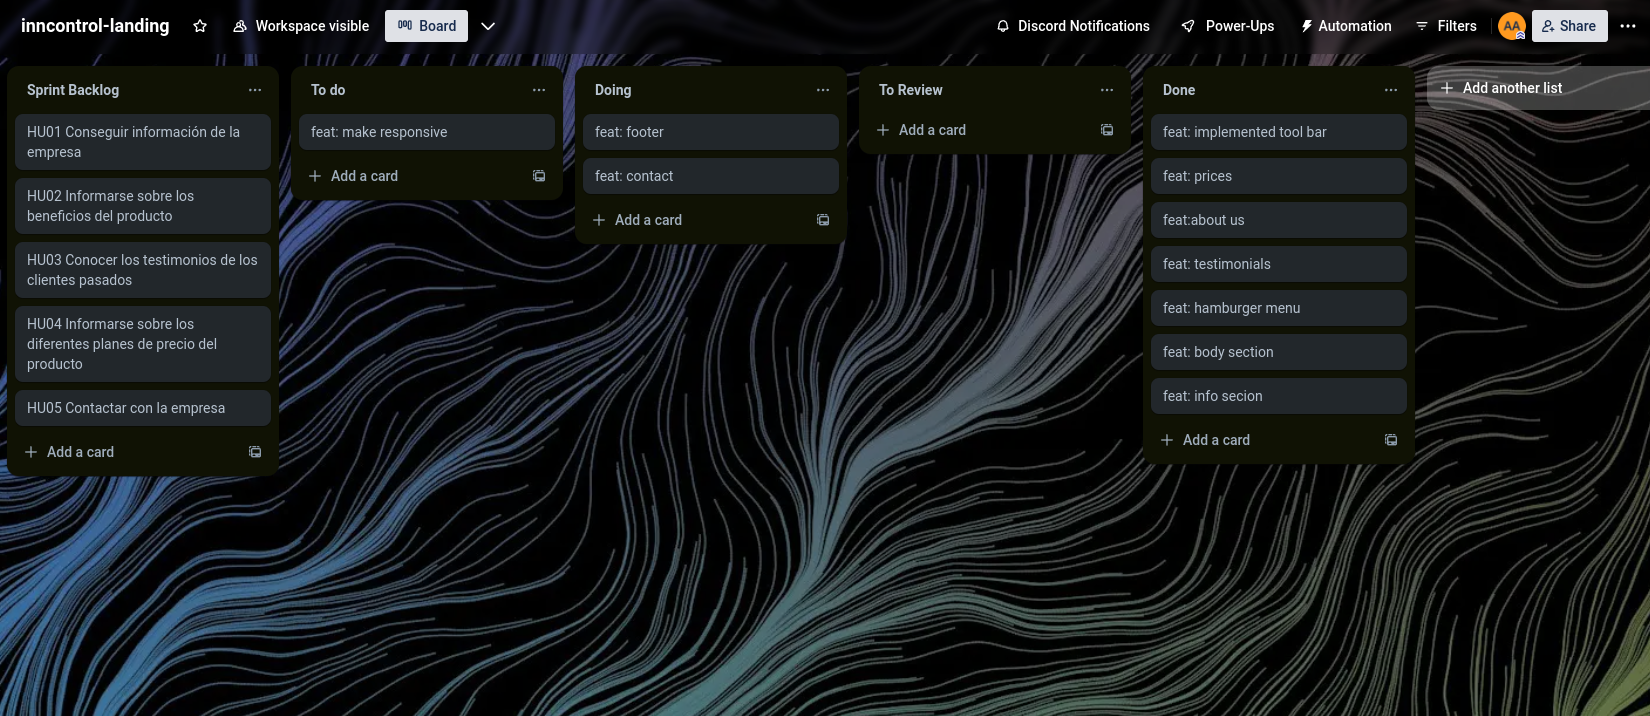 inncontrol-landing
Workspace visible
Board
Discord Notifications
Power-Ups
Automation
Filters
AA
Share
Sprint Backlog
HU01 Conseguir información de la
empresa
HU02 Informarse sobre los
beneficios del producto
HU03 Conocer los testimonios de los
clientes pasados
HU04 Informarse sobre los
diferentes planes de precio del
producto
HU05 Contactar con la empresa
Add a card
To do
feat: make responsive
Add a card
Doing
feat: footer
feat: contact
Add a card
To Review
Add a card
Done
feat: implemented tool bar
feat: prices
feat:about us
feat: testimonials
feat: hamburger menu
feat: body section
feat: info secion
Add a card
Add another list